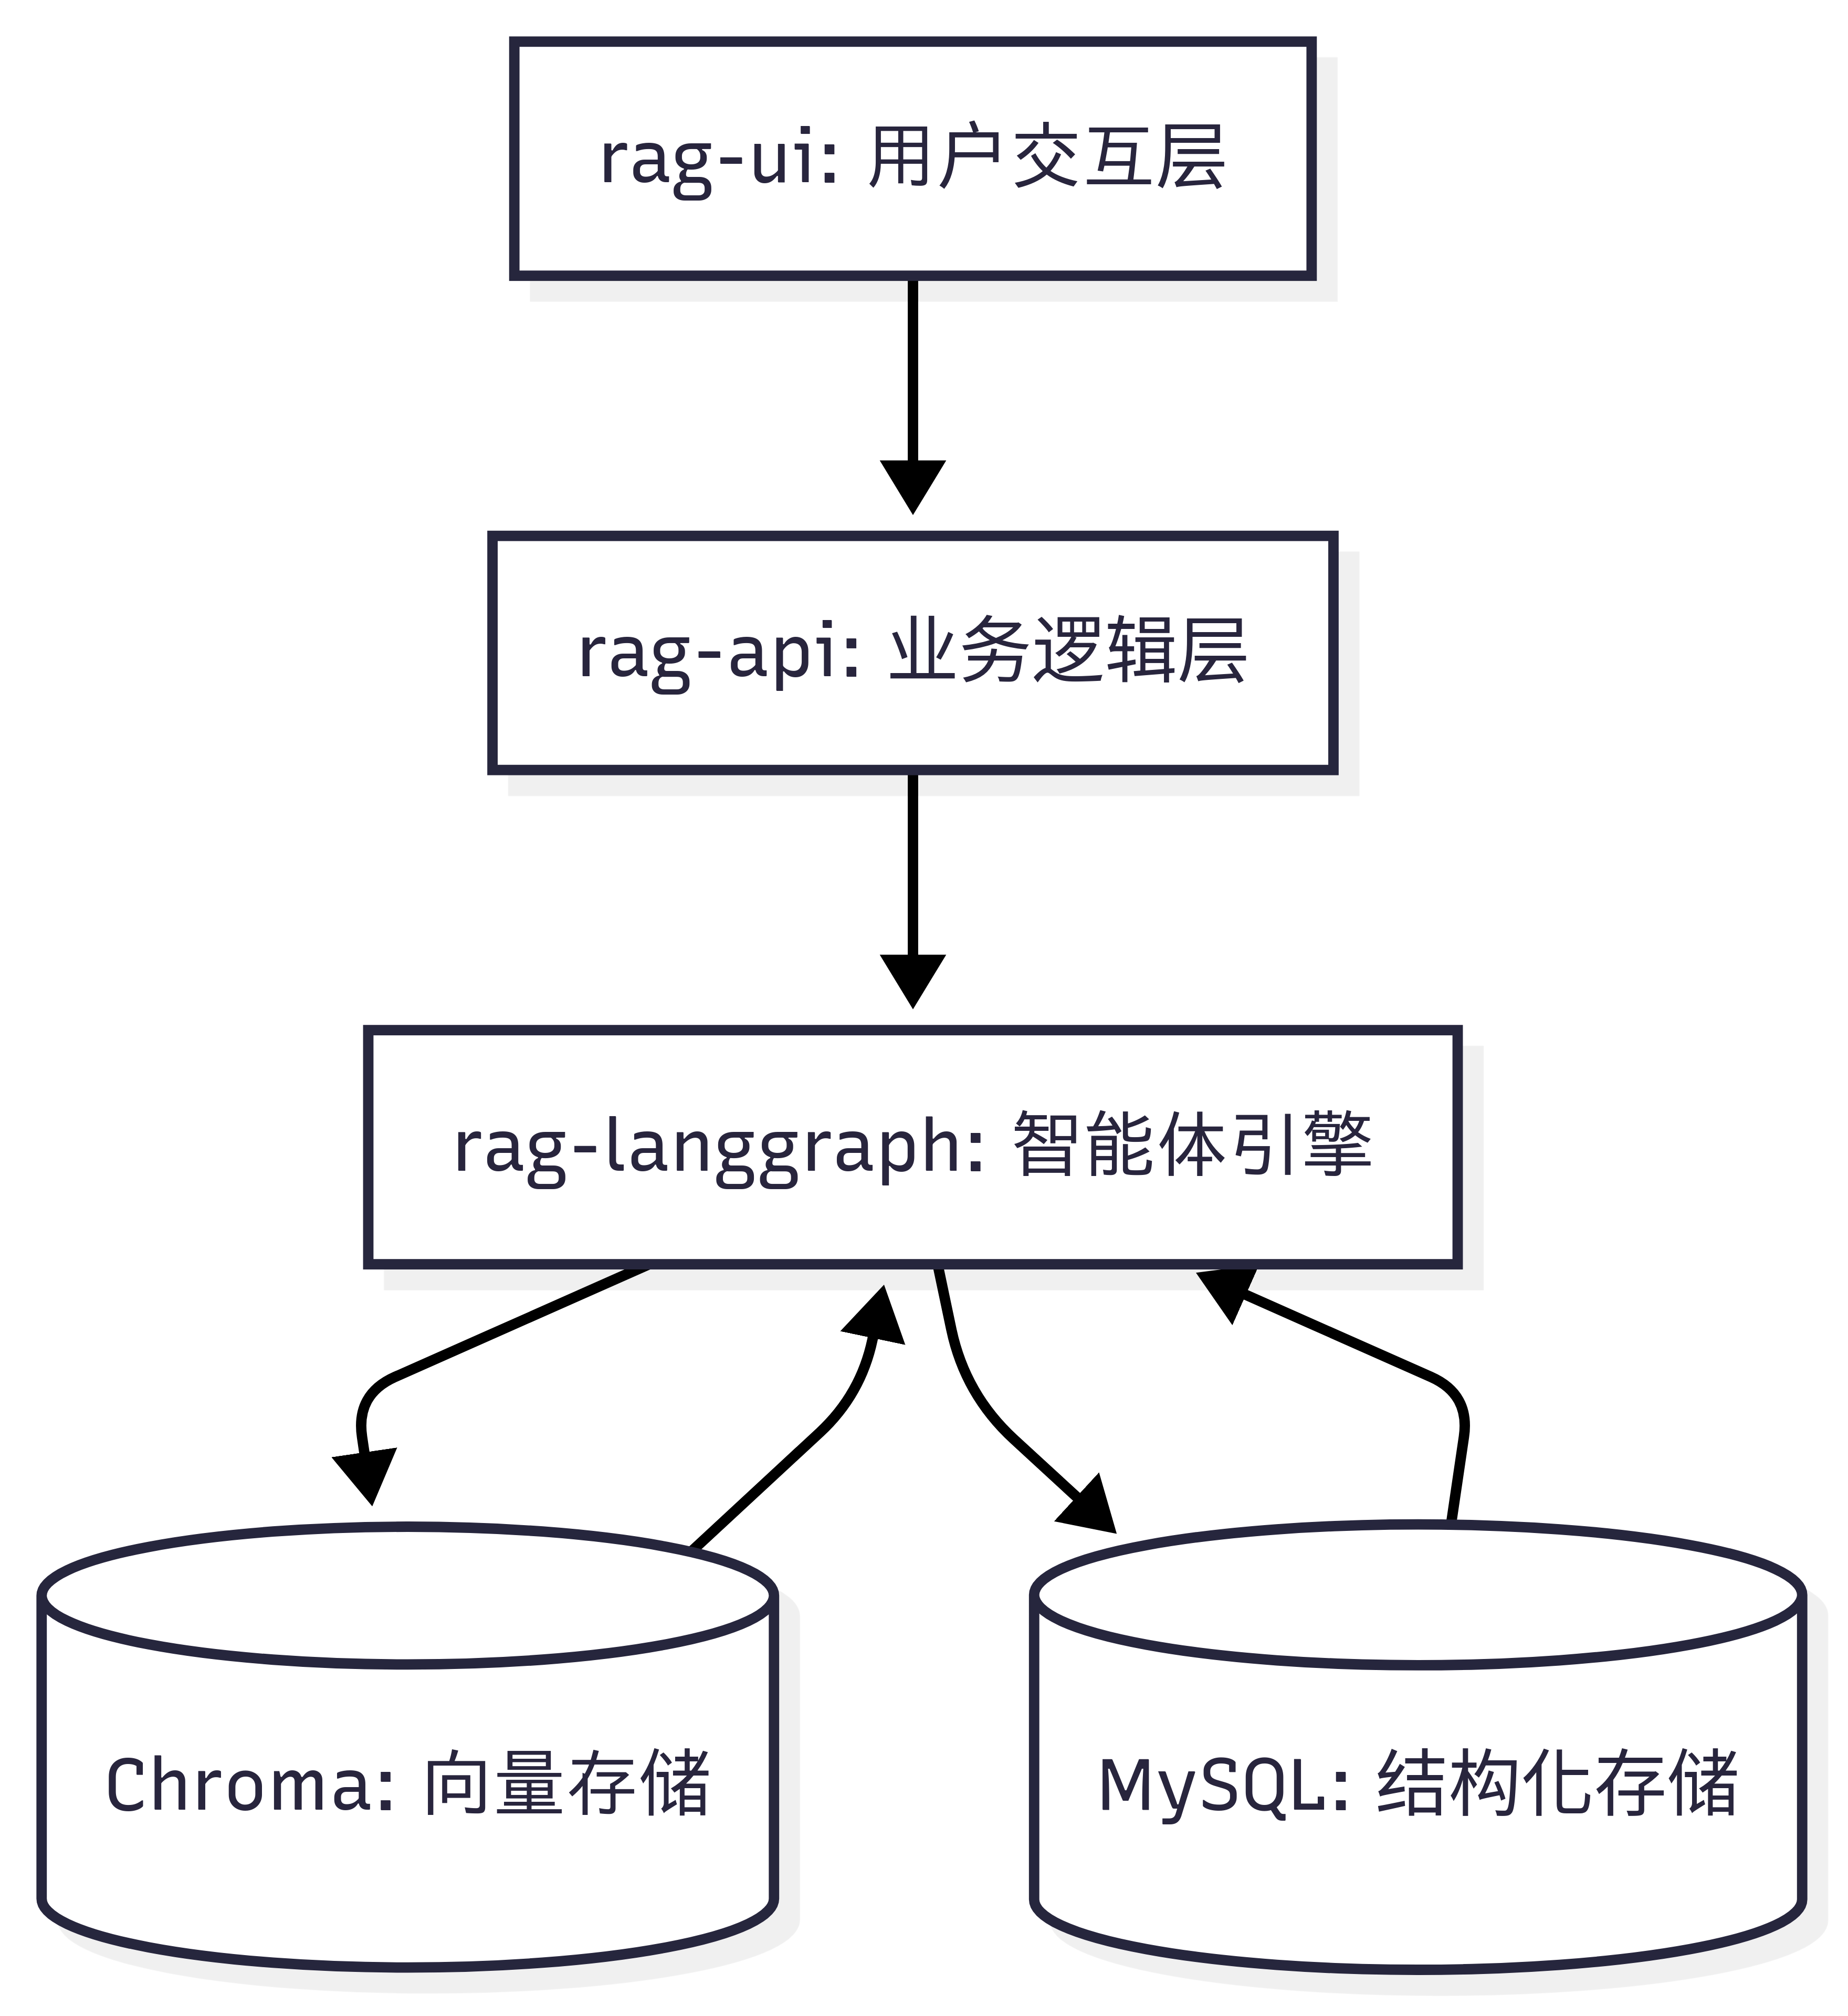 rag-ui: 用户交互层
rag-api: 业务逻辑层
rag-langgraph: 智能体引擎
Chroma: 向量存储
MySQL: 结构化存储